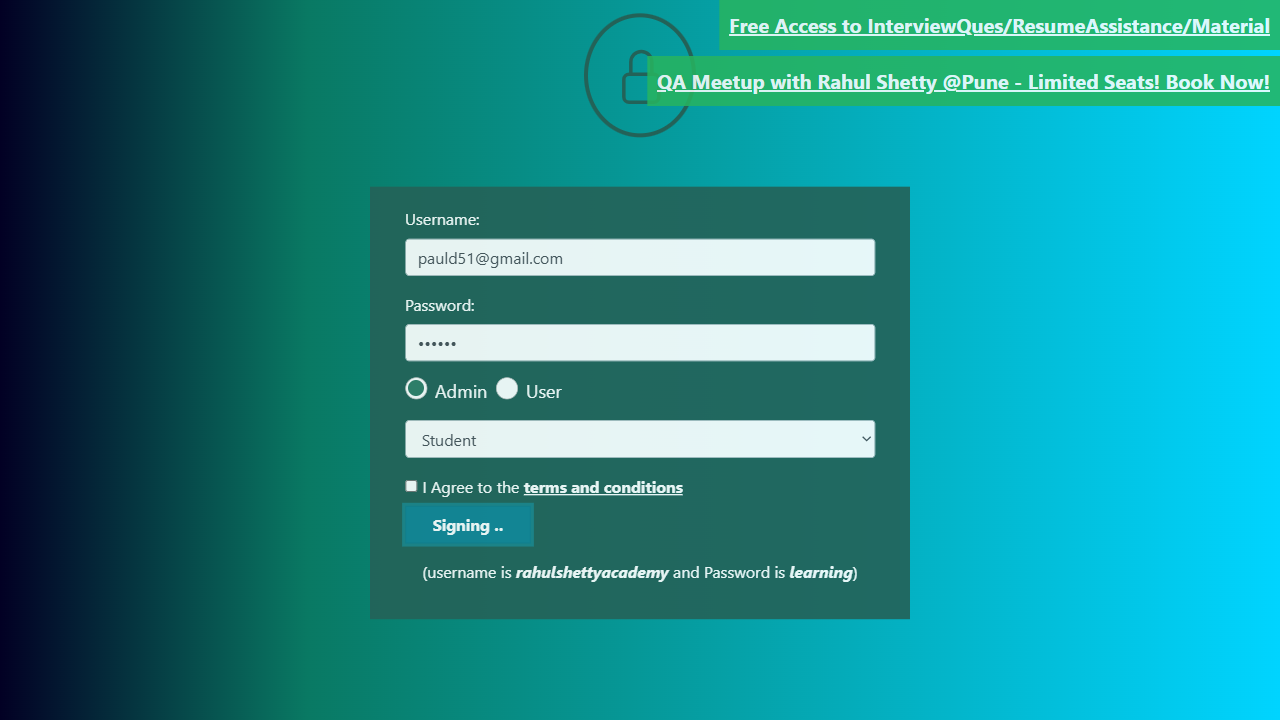 Free Access to InterviewQues/ResumeAssistance/Material
QA Meetup with Rahul Shetty @Pune - Limited Seats! Book Now!
Username:
pauld51@gmail.com
Password:
••••••
Admin User
Student
I Agree to the terms and conditions
Signing ..
(username is rahulshettyacademy and Password is learning)